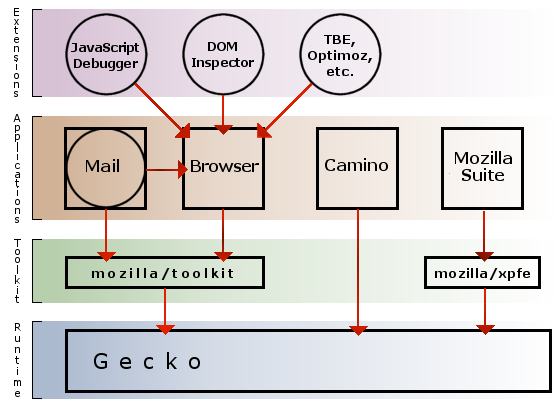 Extensions
JavaScript
Debugger
DOM
Inspector
TBE,
Optimoz,
etc.
Applications
Mail
Browser
Camino
Mozilla
Suite
Toolkit
mozilla/toolkit
mozilla/xpfe
Runtime
Gecko